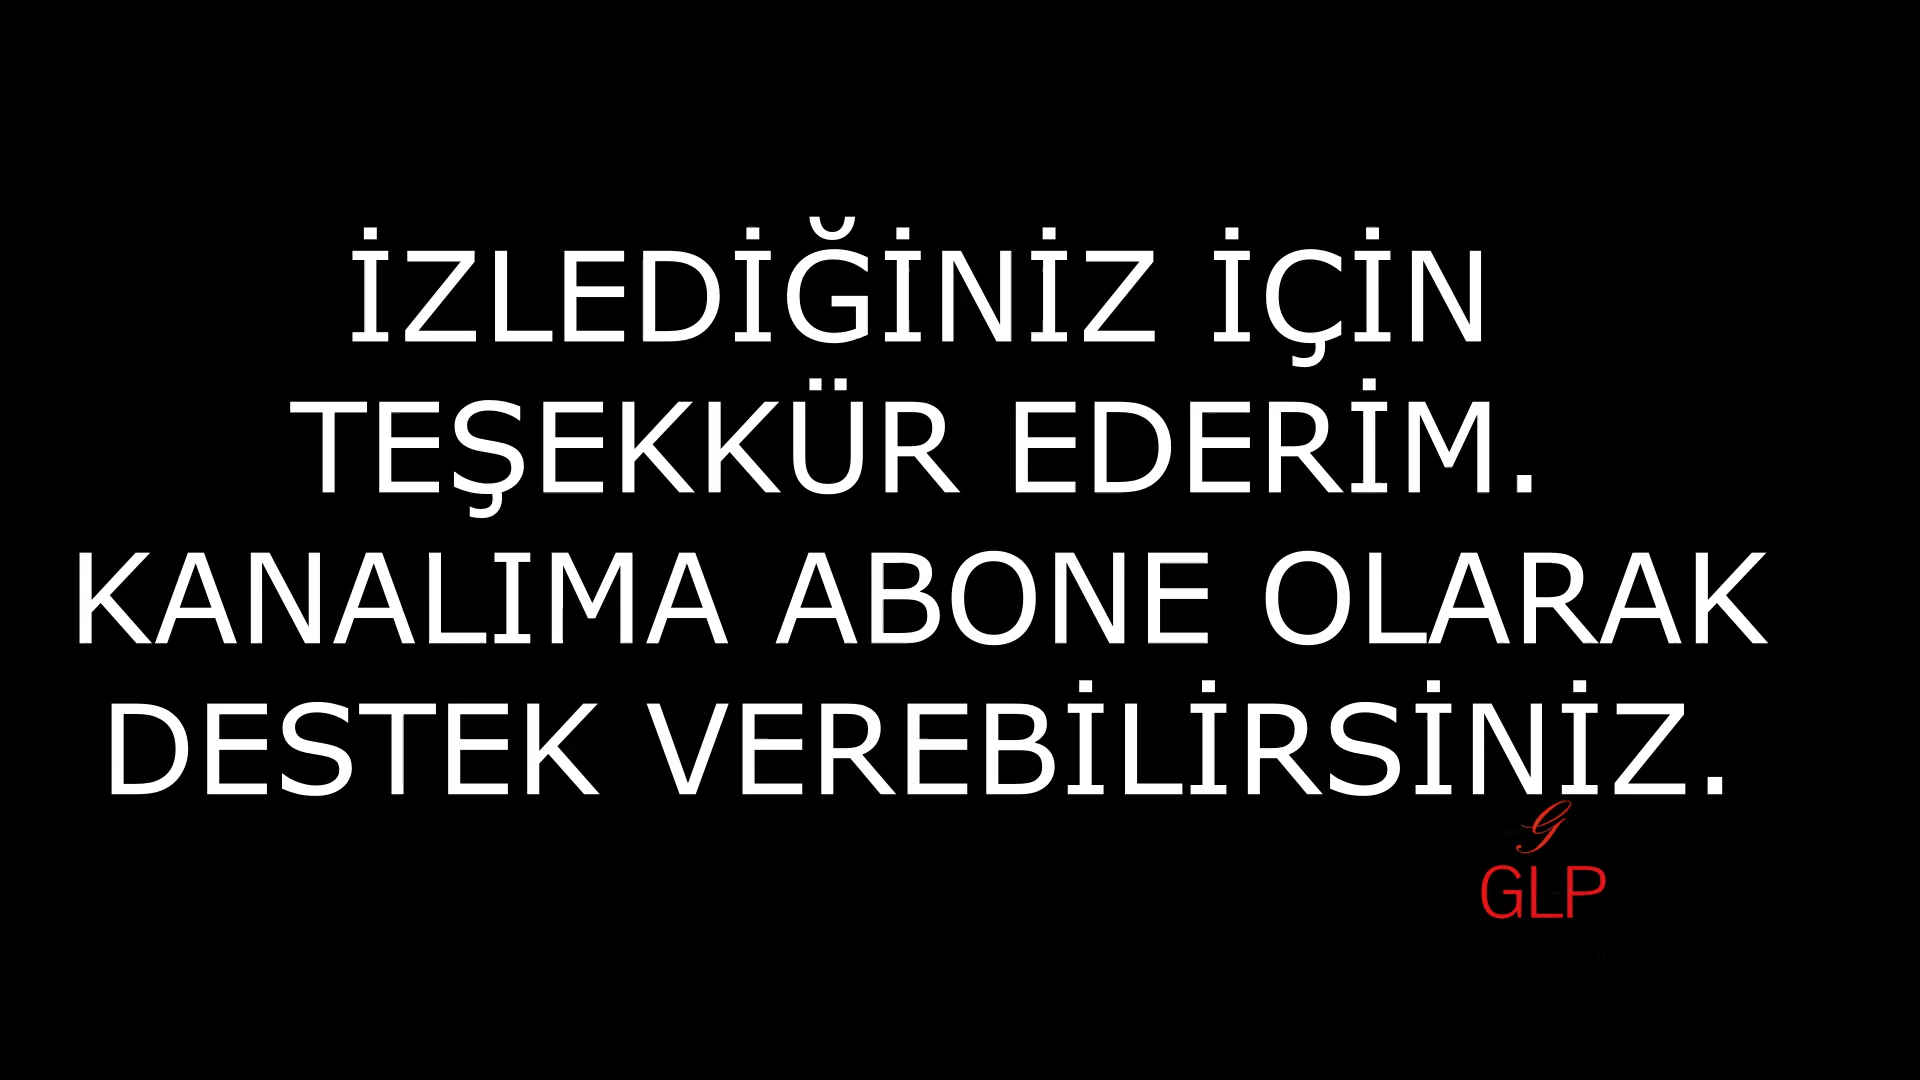 İZLEDİĞİNİZ İÇİN
TEŞEKKÜR EDERİM.
KANALIMA ABONE OLARAK
DESTEK VEREBİLİRSİNİZ.
G
GLP